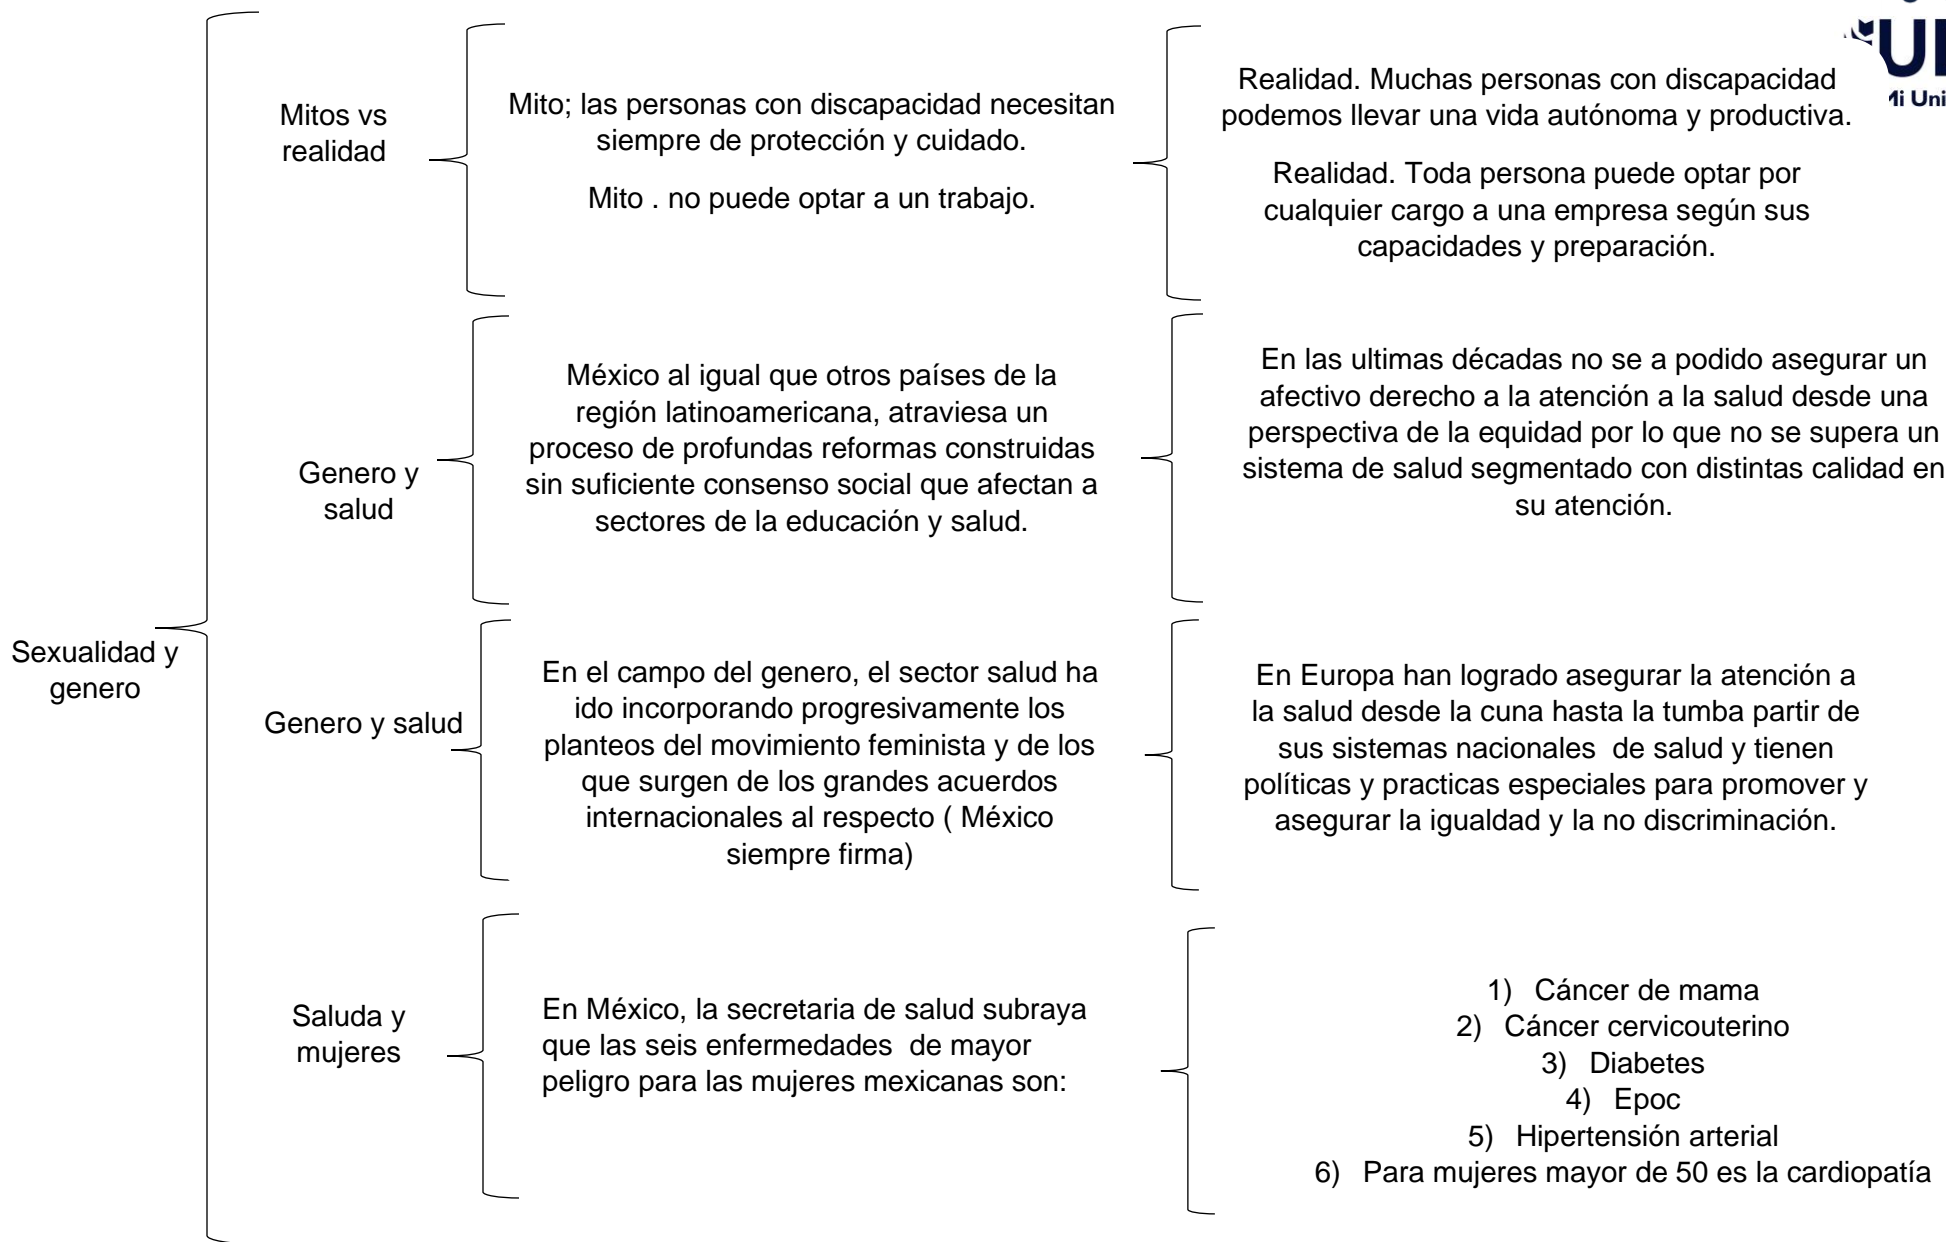 Sexualidad y
genero
Mitos vs
realidad
Mito; las personas con discapacidad necesitan
siempre de protección y cuidado.
Mito . no puede optar a un trabajo.
Realidad. Muchas personas con discapacidad
podemos llevar una vida autónoma y productiva.
Realidad. Toda persona puede optar por
cualquier cargo a una empresa según sus
capacidades y preparación.
Genero y
salud
México al igual que otros países de la
región latinoamericana, atraviesa un
proceso de profundas reformas construidas
sin suficiente consenso social que afectan a
sectores de la educación y salud.
En las ultimas décadas no se a podido asegurar un
afectivo derecho a la atención a la salud desde una
perspectiva de la equidad por lo que no se supera un
sistema de salud segmentado con distintas calidad en
su atención.
Genero y salud
En el campo del genero, el sector salud ha
ido incorporando progresivamente los
planteos del movimiento feminista y de los
que surgen de los grandes acuerdos
internacionales al respecto ( México
siempre firma)
En Europa han logrado asegurar la atención a
la salud desde la cuna hasta la tumba partir de
sus sistemas nacionales  de salud y tienen
políticas y practicas especiales para promover y
asegurar la igualdad y la no discriminación.
Saluda y
mujeres
En México, la secretaria de salud subraya
que las seis enfermedades  de mayor
peligro para las mujeres mexicanas son:
1) Cáncer de mama
2) Cáncer cervicouterino
3) Diabetes
4) Epoc
5) Hipertensión arterial
6) Para mujeres mayor de 50 es la cardiopatía